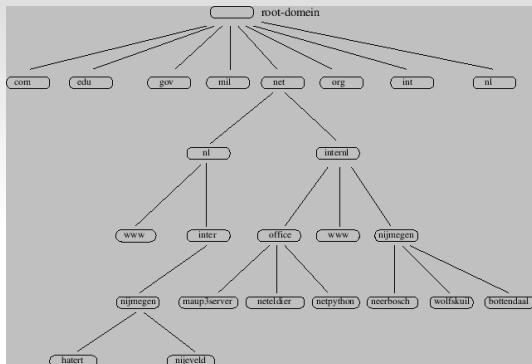 root-domein
com edu gov mil net org int nl
nl internl
www inter office www nijmegen
nijmegen maup3server neteldier netpython neerbosch wolfskuil bottendaal
hatert nijeveld